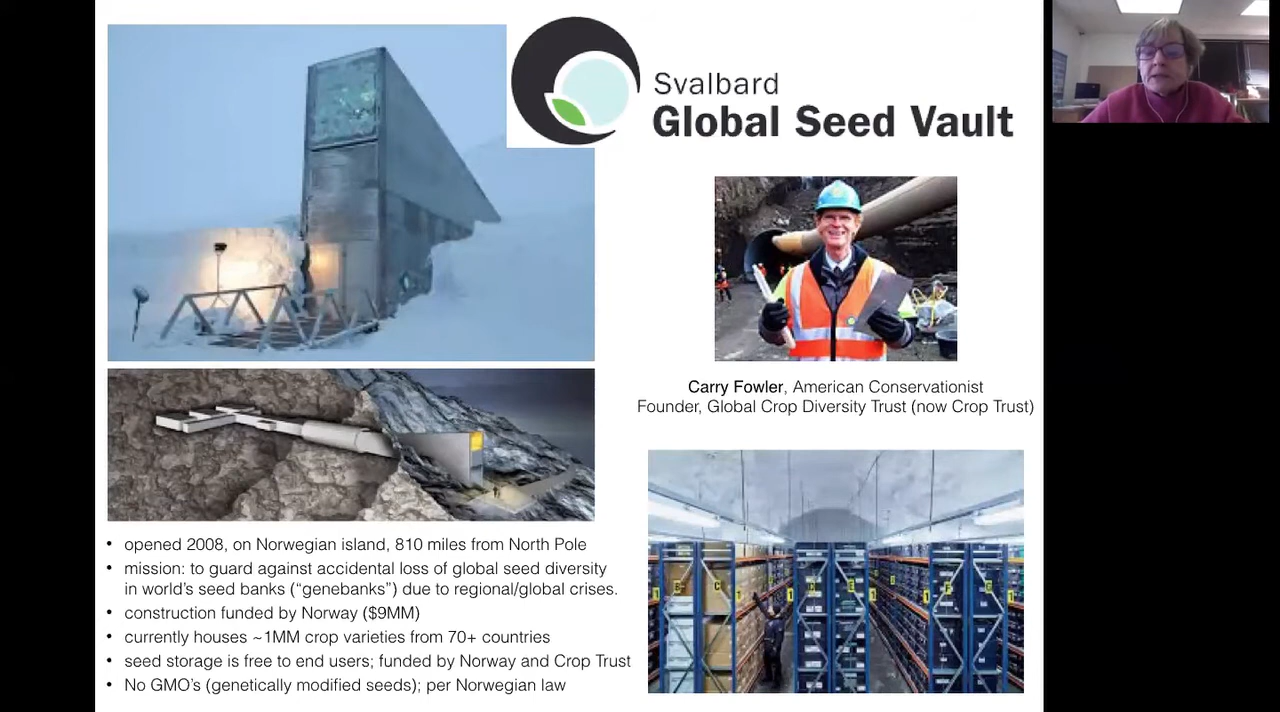 Svalbard
Global Seed Vault
Carry Fowler, American Conservationist
Founder, Global Crop Diversity Trust (now Crop Trust)
• opened 2008, on Norwegian island, 810 miles from North Pole
• mission: to guard against accidental loss of global seed diversity
in world's seed banks (“genebanks”) due to regional/global crises.
• construction funded by Norway ($9MM)
• currently houses ~1MM crop varieties from 70+ countries
• seed storage is free to end users; funded by Norway and Crop Trust
• No GMO's (genetically modified seeds); per Norwegian law